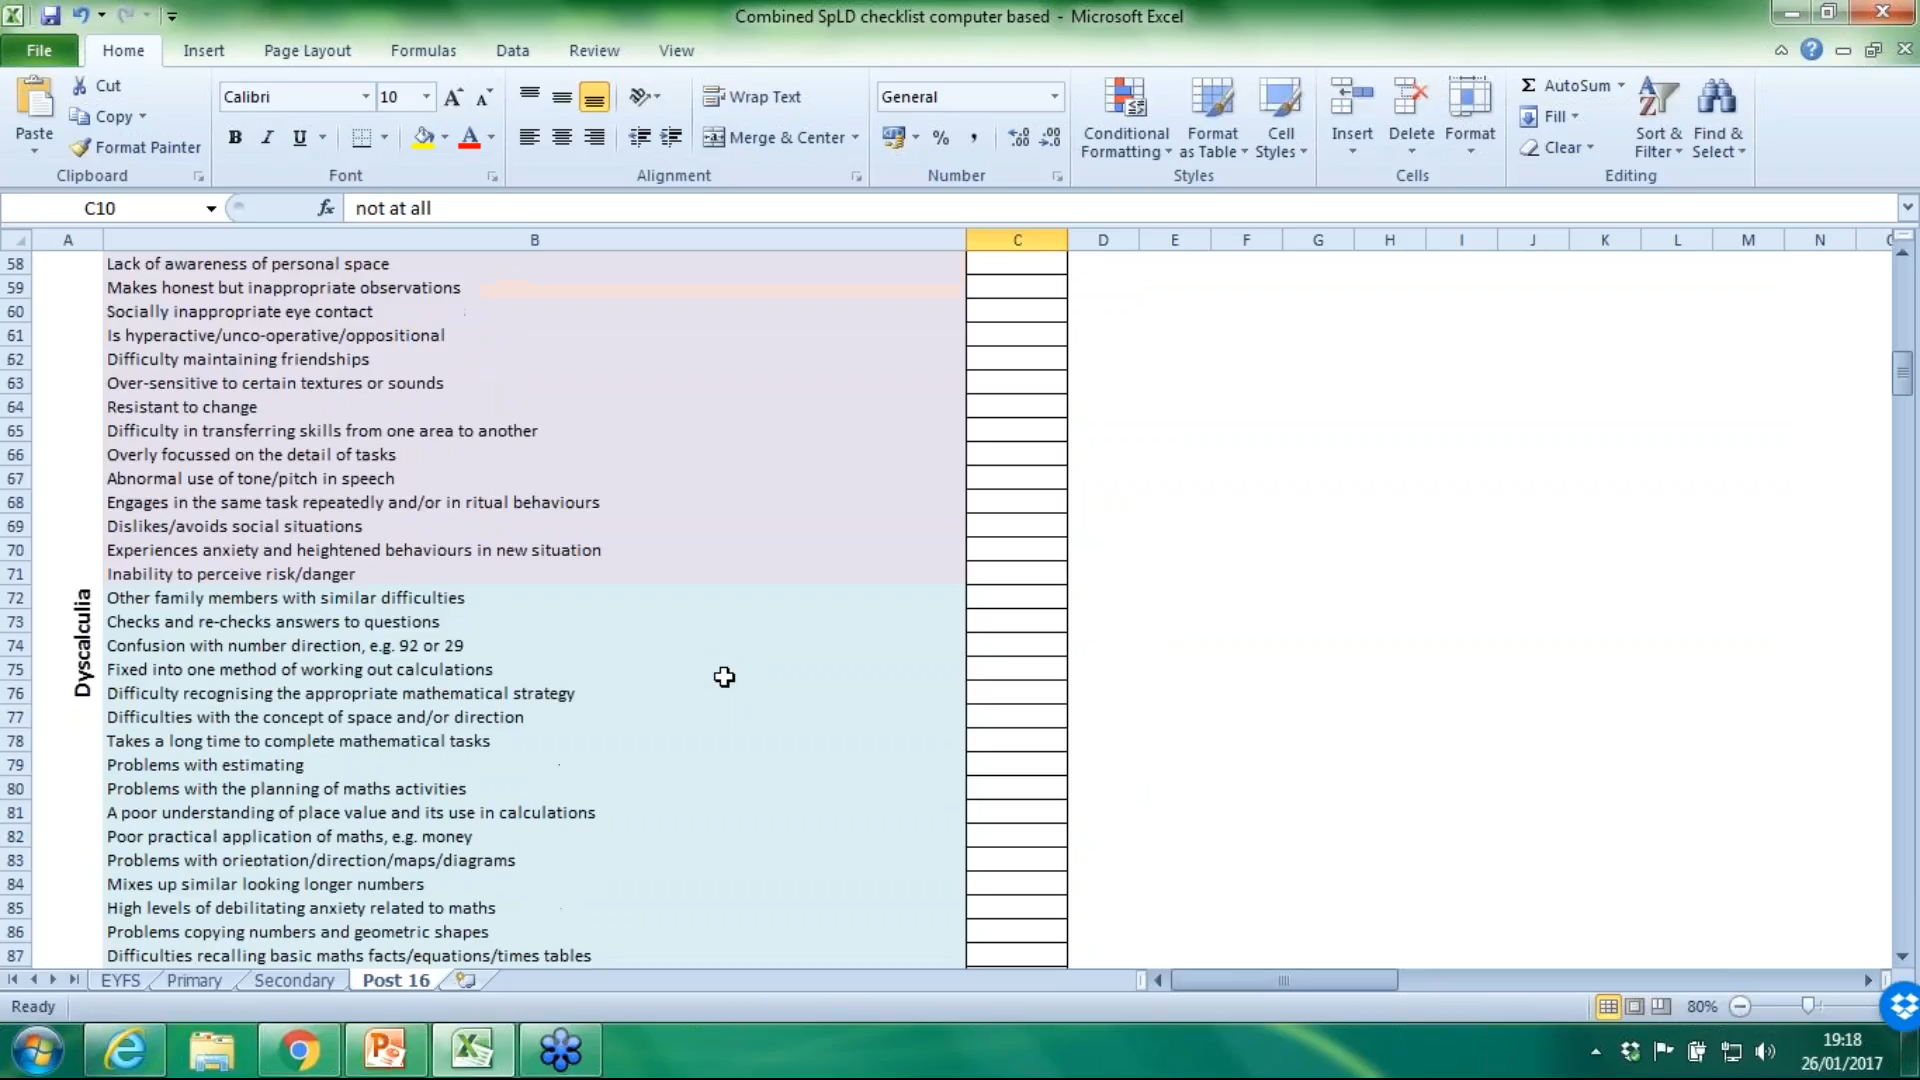 Combined SpLD checklist computer based - Microsoft Excel
File Home Insert Page Layout Formulas Data Review View
Cut
Copy
Format Painter
Paste
Clipboard
Calibri 10
B I U
Font
Wrap Text
Merge & Center
Alignment
General
% ,
Number
Conditional Formatting
Format as Table
Cell Styles
Styles
Insert
Delete
Format
Cells
Σ AutoSum
Fill
Clear
Sort & Filter
Find & Select
Editing
C10 fx not at all
A B C D E F G H I J K L M N
58 Lack of awareness of personal space
59 Makes honest but inappropriate observations
60 Socially inappropriate eye contact
61 Is hyperactive/unco-operative/oppositional
62 Difficulty maintaining friendships
63 Over-sensitive to certain textures or sounds
64 Resistant to change
65 Difficulty in transferring skills from one area to another
66 Overly focussed on the detail of tasks
67 Abnormal use of tone/pitch in speech
68 Engages in the same task repeatedly and/or in ritual behaviours
69 Dislikes/avoids social situations
70 Experiences anxiety and heightened behaviours in new situation
71 Inability to perceive risk/danger
Dyscalculia
72 Other family members with similar difficulties
73 Checks and re-checks answers to questions
74 Confusion with number direction, e.g. 92 or 29
75 Fixed into one method of working out calculations
76 Difficulty recognising the appropriate mathematical strategy
77 Difficulties with the concept of space and/or direction
78 Takes a long time to complete mathematical tasks
79 Problems with estimating
80 Problems with the planning of maths activities
81 A poor understanding of place value and its use in calculations
82 Poor practical application of maths, e.g. money
83 Problems with orieptation/direction/maps/diagrams
84 Mixes up similar looking longer numbers
85 High levels of debilitating anxiety related to maths
86 Problems copying numbers and geometric shapes
87 Difficulties recalling basic maths facts/equations/times tables
EYFS Primary Secondary Post 16
Ready 80%
19:18
26/01/2017